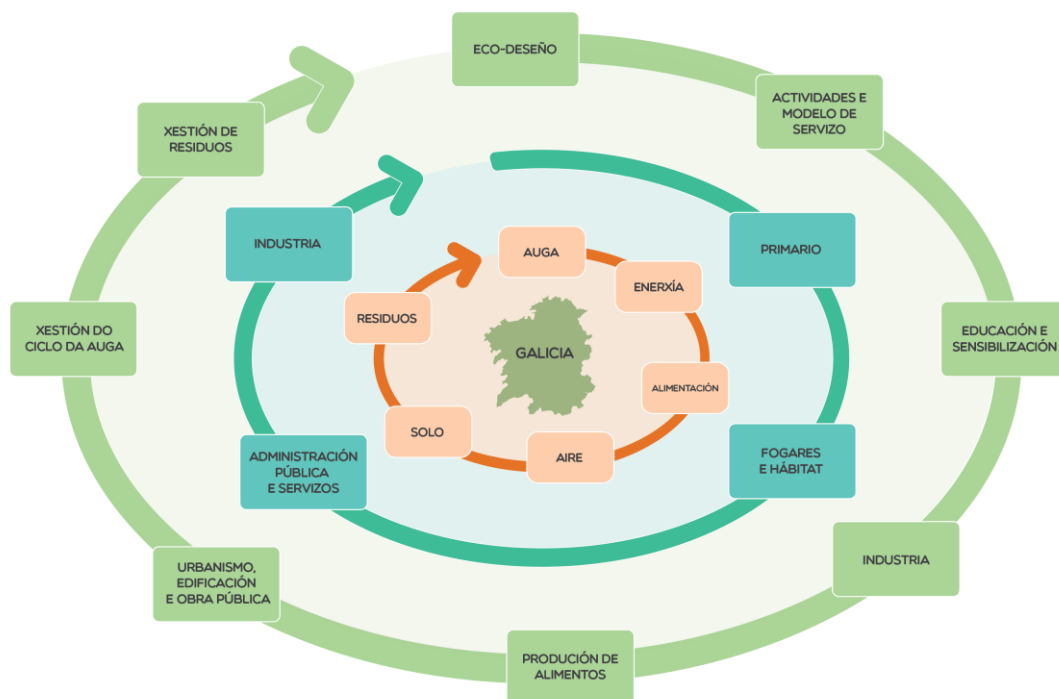 ECO-DESEÑO
ACTIVIDADES E
MODELO DE
SERVIZO
EDUCACIÓN E
SENSIBILIZACIÓN
INDUSTRIA
PRODUCIÓN DE
ALIMENTOS
URBANISMO,
EDIFICACIÓN
E OBRA PÚBLICA
XESTIÓN DO
CICLO DA AUGA
XESTIÓN DE
RESIDUOS
PRIMARIO
FOGARES
E HÁBITAT
ADMINISTRACIÓN
PÚBLICA
E SERVIZOS
INDUSTRIA
AUGA
ENERXÍA
ALIMENTACIÓN
AIRE
SOLO
RESIDUOS
GALICIA